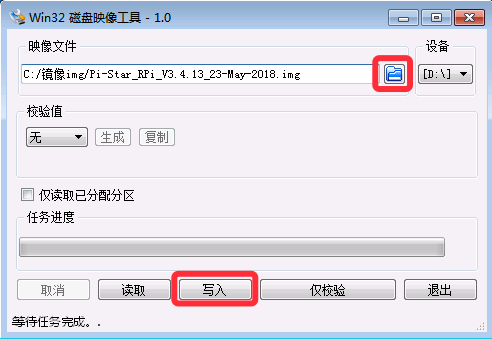 Win32 磁盘映像工具 - 1.0
映像文件
设备
C:/镜像img/Pi-Star_RPi_V3.4.13_23-May-2018.img
[D:\]
校验值
无
生成
复制
仅读取已分配分区
任务进度
取消
读取
写入
仅校验
退出
等待任务完成。.